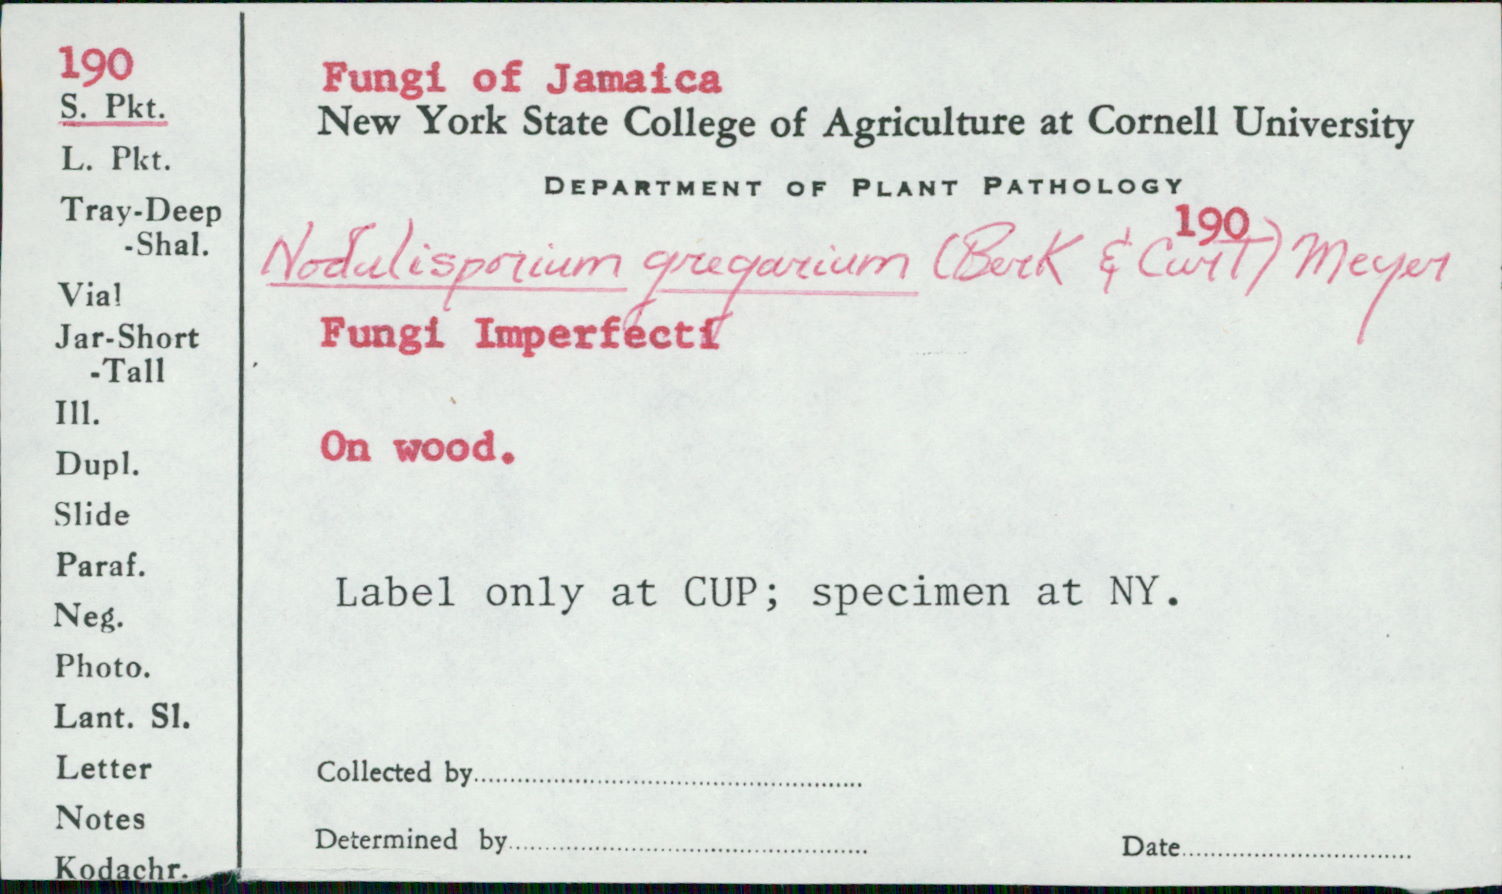 190
S. Pkt.
L. Pkt.
Tray-Deep
-Shal.
Vial
Jar-Short
-Tall
Ill.
Dupl.
Slide
Paraf.
Neg.
Photo.
Lant. Sl.
Letter
Notes
Kodachr.
Fungi of Jamaica
New York State College of Agriculture at Cornell University
DEPARTMENT OF PLANT PATHOLOGY
190
Nodulisporium gregarium (Berk & Curt) Meyer
Fungi Imperfecti
On wood.
Label only at CUP; specimen at NY.
Collected by
Determined by
Date